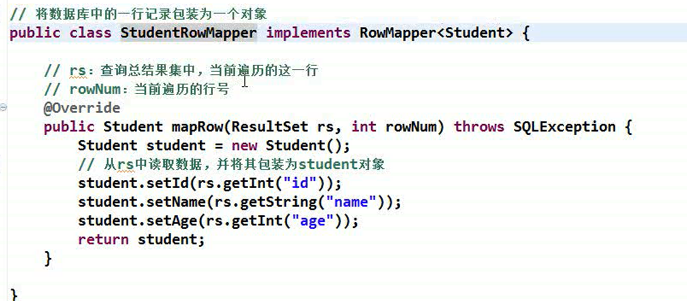 // 将数据库中的一行记录包装为一个对象
public class StudentRowMapper implements RowMapper<Student> {
// rs：查询总结果集中，当前遍历的这一行
// rowNum：当前遍历的行号
@Override
public Student mapRow(ResultSet rs, int rowNum) throws SQLException {
Student student = new Student();
// 从rs中读取数据，并将其包装为student对象
student.setId(rs.getInt("id"));
student.setName(rs.getString("name"));
student.setAge(rs.getInt("age"));
return student;
}
}